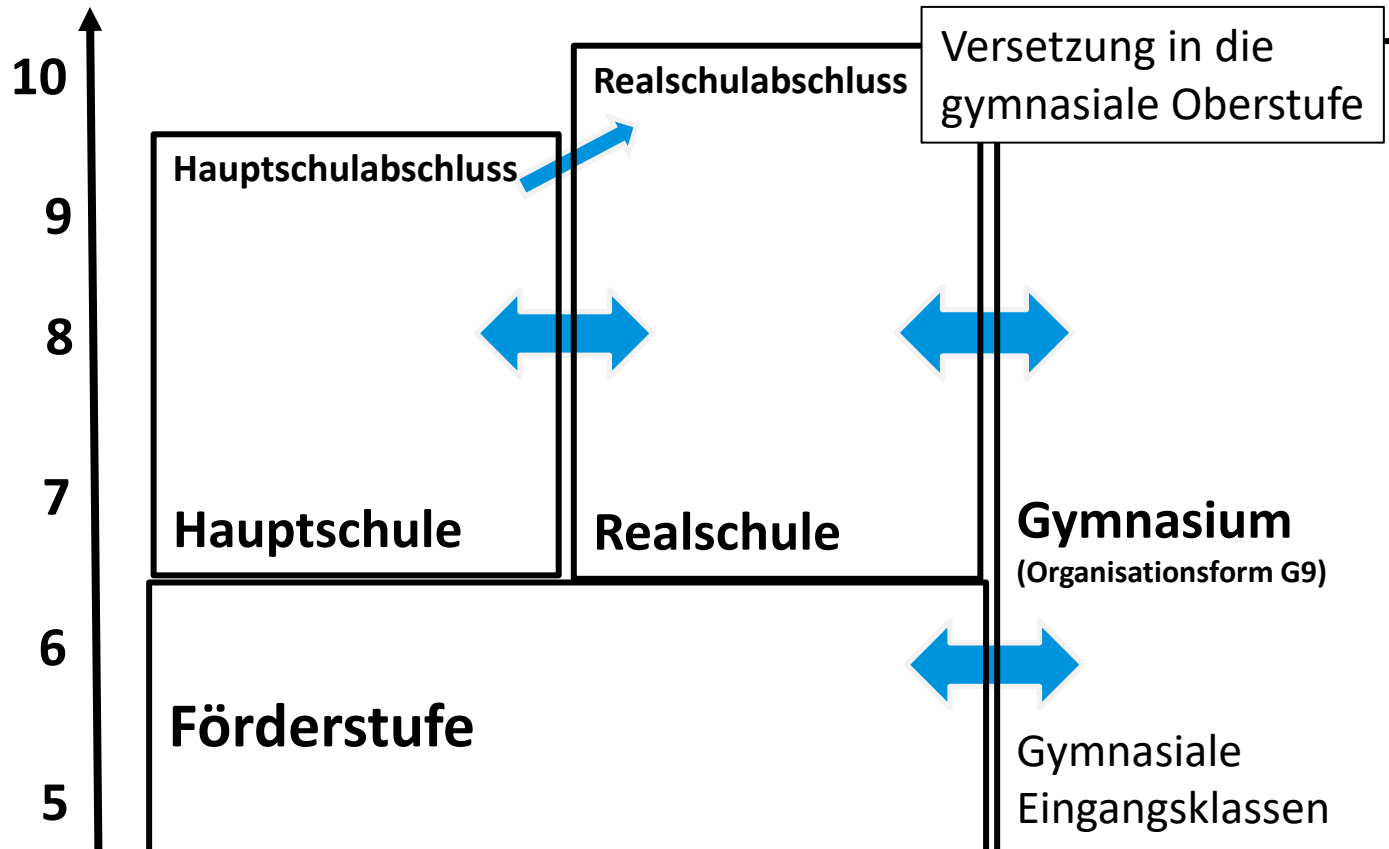 10
Realschulabschluss
Versetzung in die
gymnasiale Oberstufe
Hauptschulabschluss
9
8
7
Hauptschule
Realschule
Gymnasium
(Organisationsform G9)
6
Förderstufe
Gymnasiale
Eingangsklassen
5